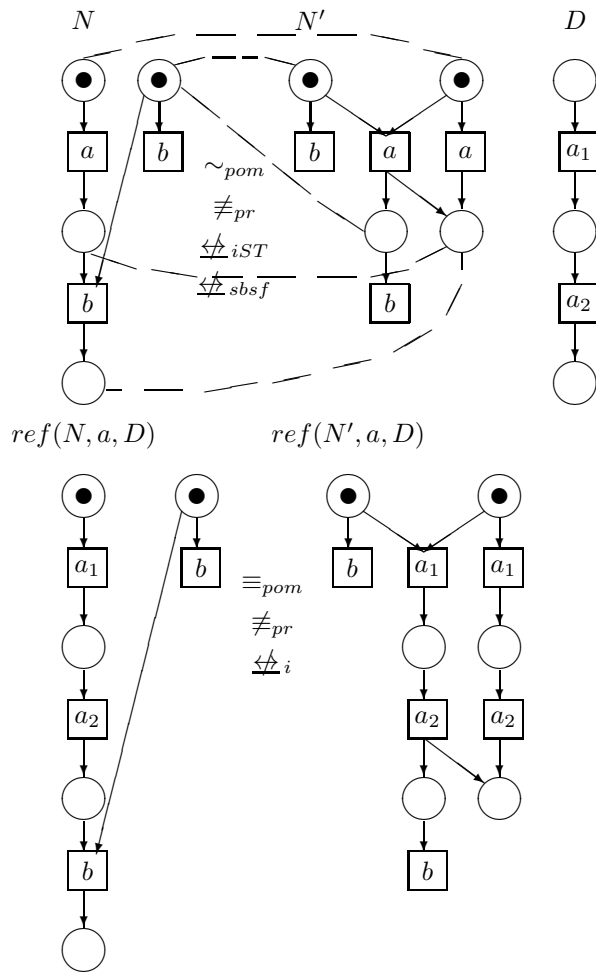 N N′ D
a b b a a a₁
∼pom
≢pr
↮iST
↮sbsf
b b a₂
ref(N, a, D) ref(N′, a, D)
a₁ b b a₁ a₁
≡pom
≢pr
↮i
a₂ a₂ a₂
b b